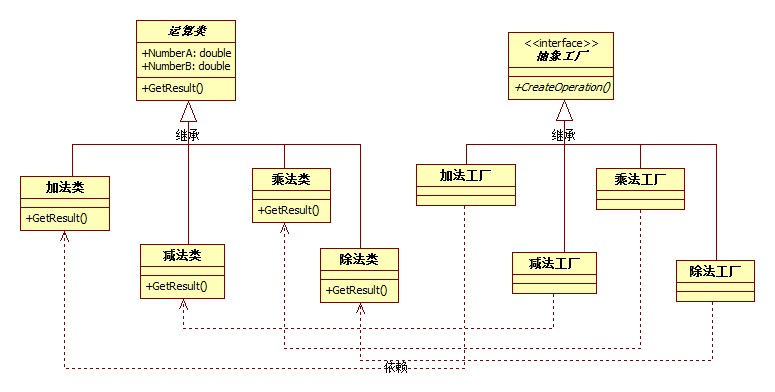 运算类
+NumberA: double
+NumberB: double
+GetResult()
<<interface>>
抽象工厂
+CreateOperation()
继承
继承
加法类
+GetResult()
乘法类
+GetResult()
加法工厂
乘法工厂
减法类
+GetResult()
除法类
+GetResult()
减法工厂
除法工厂
依赖